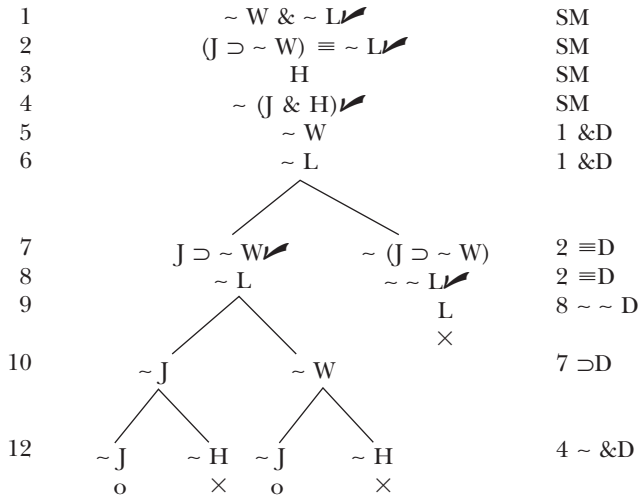 1 ~ W & ~ L✔ SM
2 (J ⊃ ~ W) ≡ ~ L✔ SM
3 H SM
4 ~ (J & H)✔ SM
5 ~ W 1 &D
6 ~ L 1 &D
7 J ⊃ ~ W✔ ~ (J ⊃ ~ W) 2 ≡D
8 ~ L ~ ~ L✔ 2 ≡D
9 L 8 ~ ~ D
×
10 ~ J ~ W 7 ⊃D
12 ~ J ~ H ~ J ~ H 4 ~ &D
o × o ×